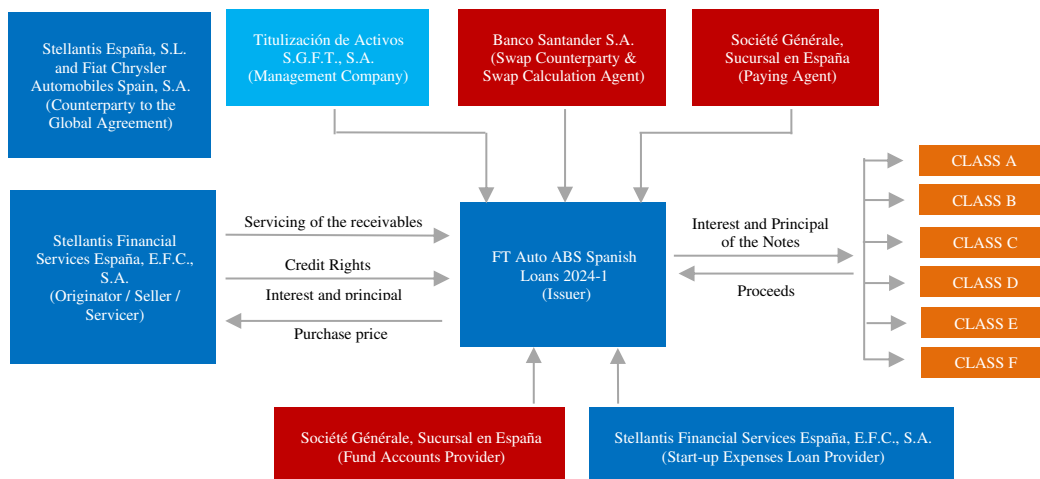 Stellantis España, S.L.
and Fiat Chrysler
Automobiles Spain, S.A.
(Counterparty to the
Global Agreement)
Titulización de Activos
S.G.F.T., S.A.
(Management Company)
Banco Santander S.A.
(Swap Counterparty &
Swap Calculation Agent)
Société Générale,
Sucursal en España
(Paying Agent)
Stellantis Financial
Services España, E.F.C.,
S.A.
(Originator / Seller /
Servicer)
Servicing of the receivables
Credit Rights
Interest and principal
Purchase price
FT Auto ABS Spanish
Loans 2024-1
(Issuer)
Interest and Principal
of the Notes
Proceeds
CLASS A
CLASS B
CLASS C
CLASS D
CLASS E
CLASS F
Société Générale, Sucursal en España
(Fund Accounts Provider)
Stellantis Financial Services España, E.F.C., S.A.
(Start-up Expenses Loan Provider)